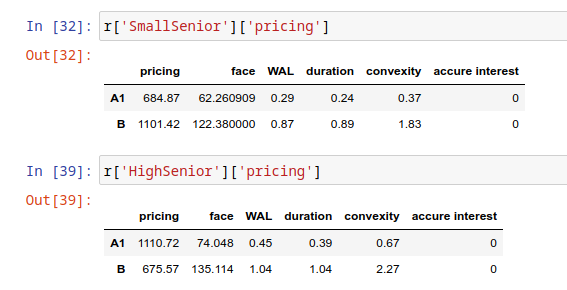 In [32]: r['SmallSenior']['pricing']
Out[32]:
pricing face WAL duration convexity accure interest
A1 684.87 62.260909 0.29 0.24 0.37 0
B 1101.42 122.380000 0.87 0.89 1.83 0
In [39]: r['HighSenior']['pricing']
Out[39]:
pricing face WAL duration convexity accure interest
A1 1110.72 74.048 0.45 0.39 0.67 0
B 675.57 135.114 1.04 1.04 2.27 0